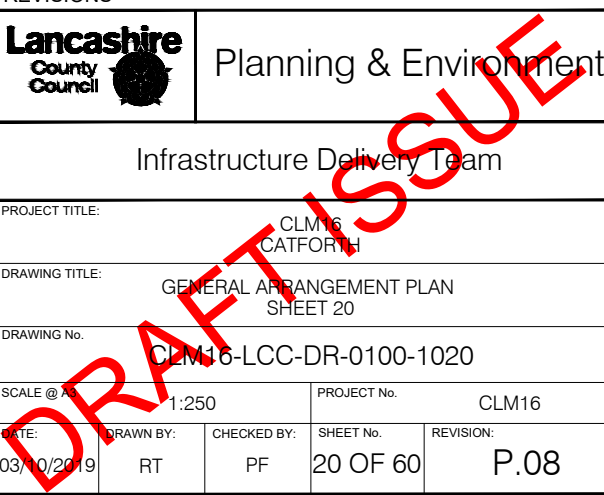 REVISIONS
Lancashire
County
Council
Planning & Environment
Infrastructure Delivery Team
PROJECT TITLE:
CLM16
CATFORTH
DRAWING TITLE:
GENERAL ARRANGEMENT PLAN
SHEET 20
DRAWING No.
CLM16-LCC-DR-0100-1020
SCALE @ A3
1:250
PROJECT No.
CLM16
DATE:
03/10/2019
DRAWN BY:
RT
CHECKED BY:
PF
SHEET No.
20 OF 60
REVISION:
P.08
DRAFT ISSUE